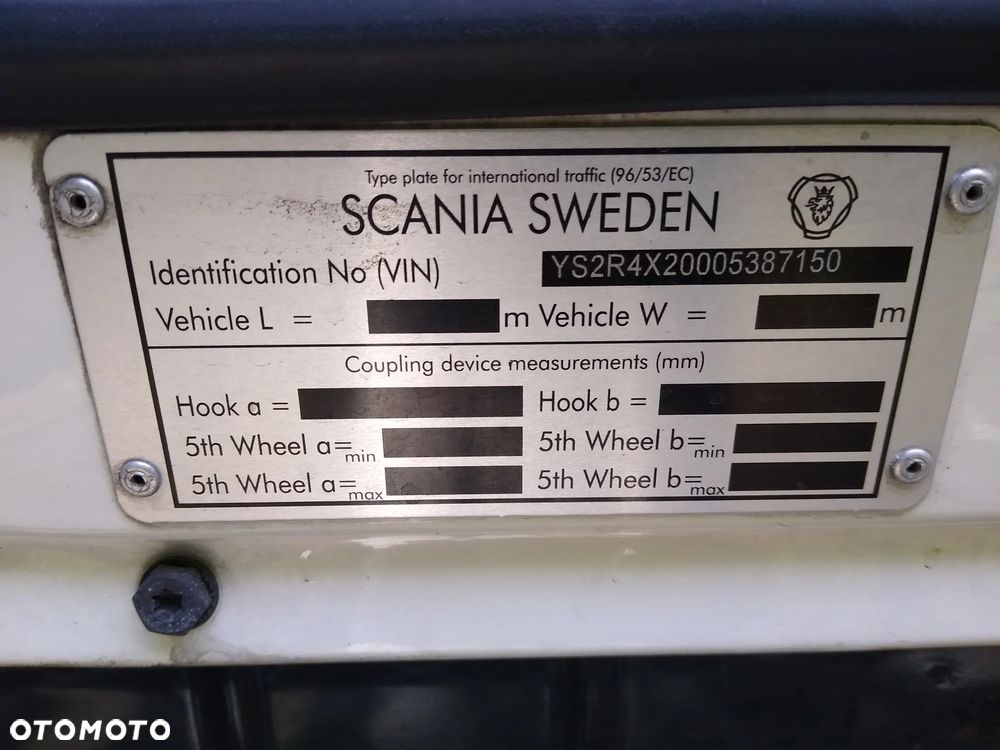 Type plate for international traffic (96/53/EC)
SCANIA SWEDEN
Identification No (VIN) YS2R4X20005387150
Vehicle L = m Vehicle W = m
Coupling device measurements (mm)
Hook a = Hook b =
5th Wheel a=min 5th Wheel b=min
5th Wheel a=max 5th Wheel b=max
OTOMOTO